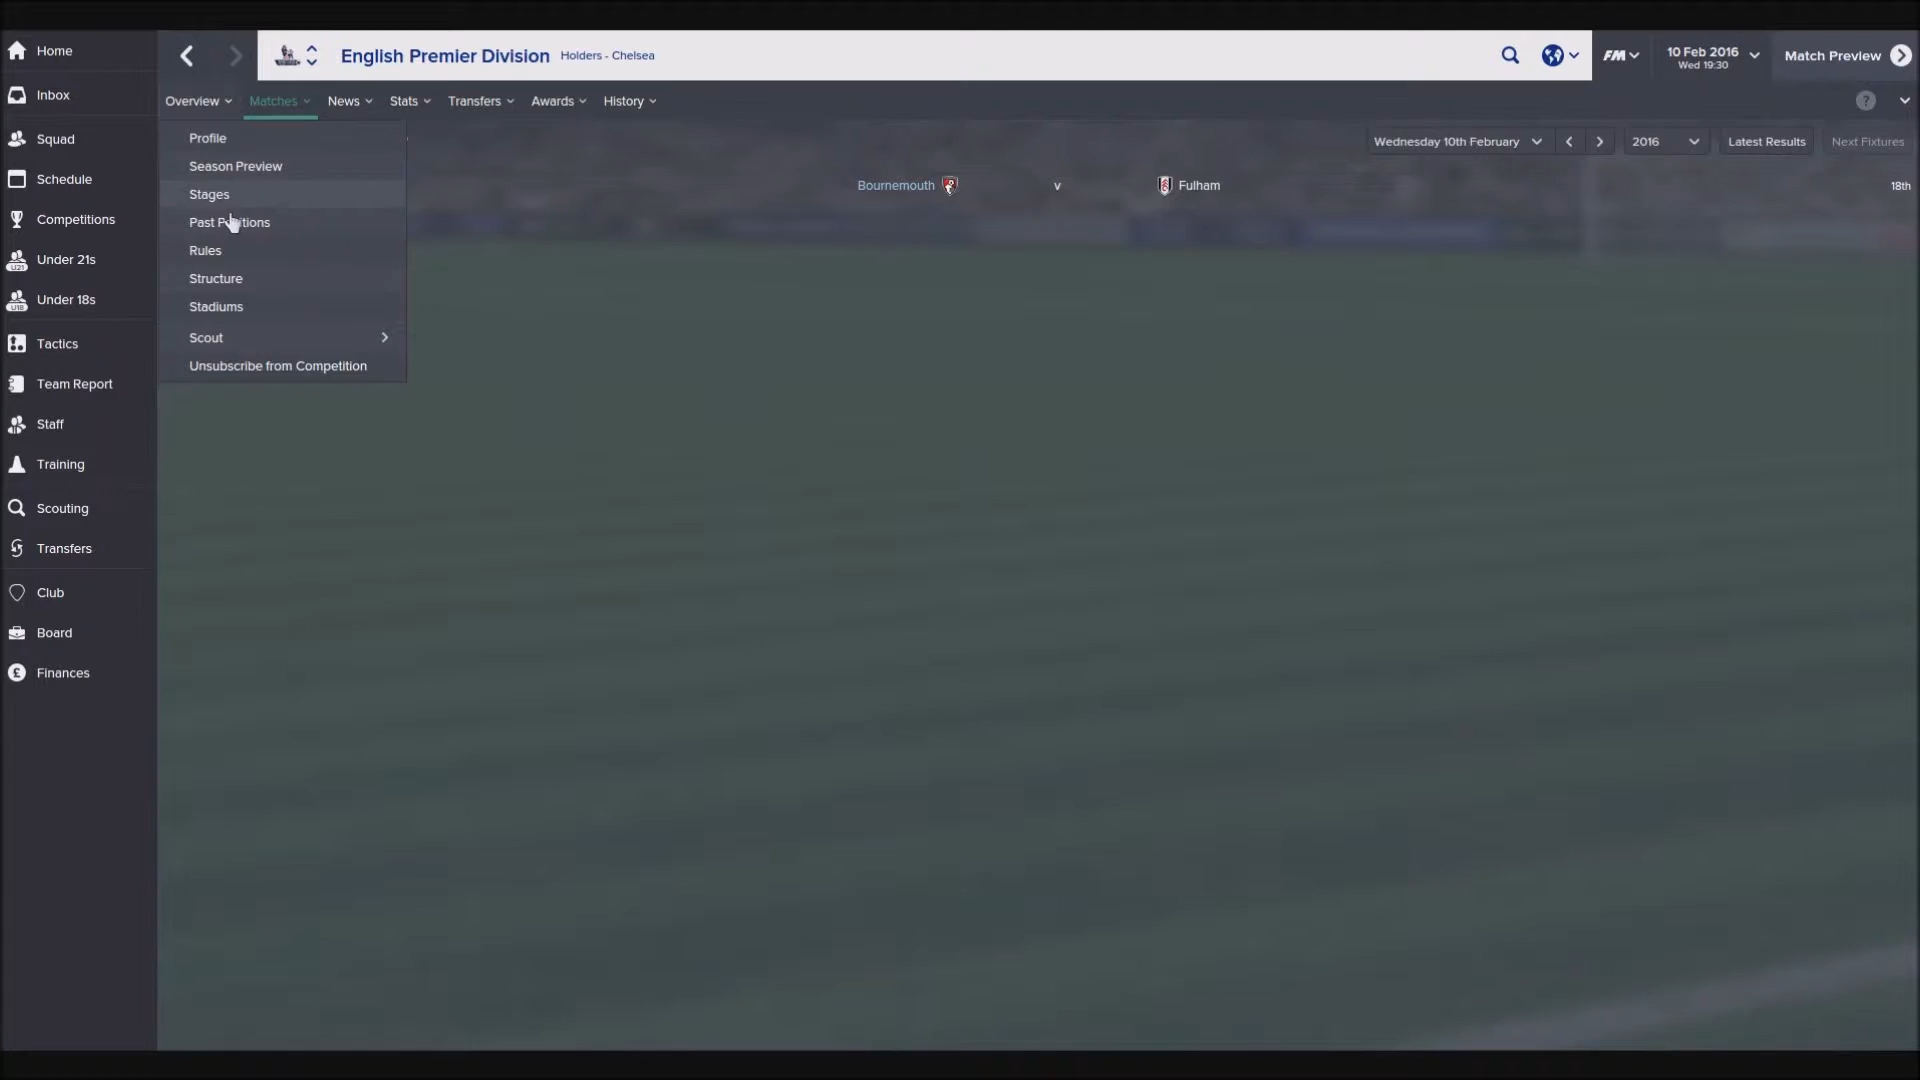 Home
Inbox
Squad
Schedule
Competitions
U21
Under 21s
U18
Under 18s
Tactics
Team Report
Staff
Training
Scouting
Transfers
Club
Board
£
Finances
English Premier Division Holders - Chelsea
FM
10 Feb 2016
Wed 19:30
Match Preview
Overview Matches News Stats Transfers Awards History
?
Profile
Season Preview
Stages
Past Positions
Rules
Structure
Stadiums
Scout
Unsubscribe from Competition
Wednesday 10th February 2016 Latest Results Next Fixtures
Bournemouth v Fulham 18th